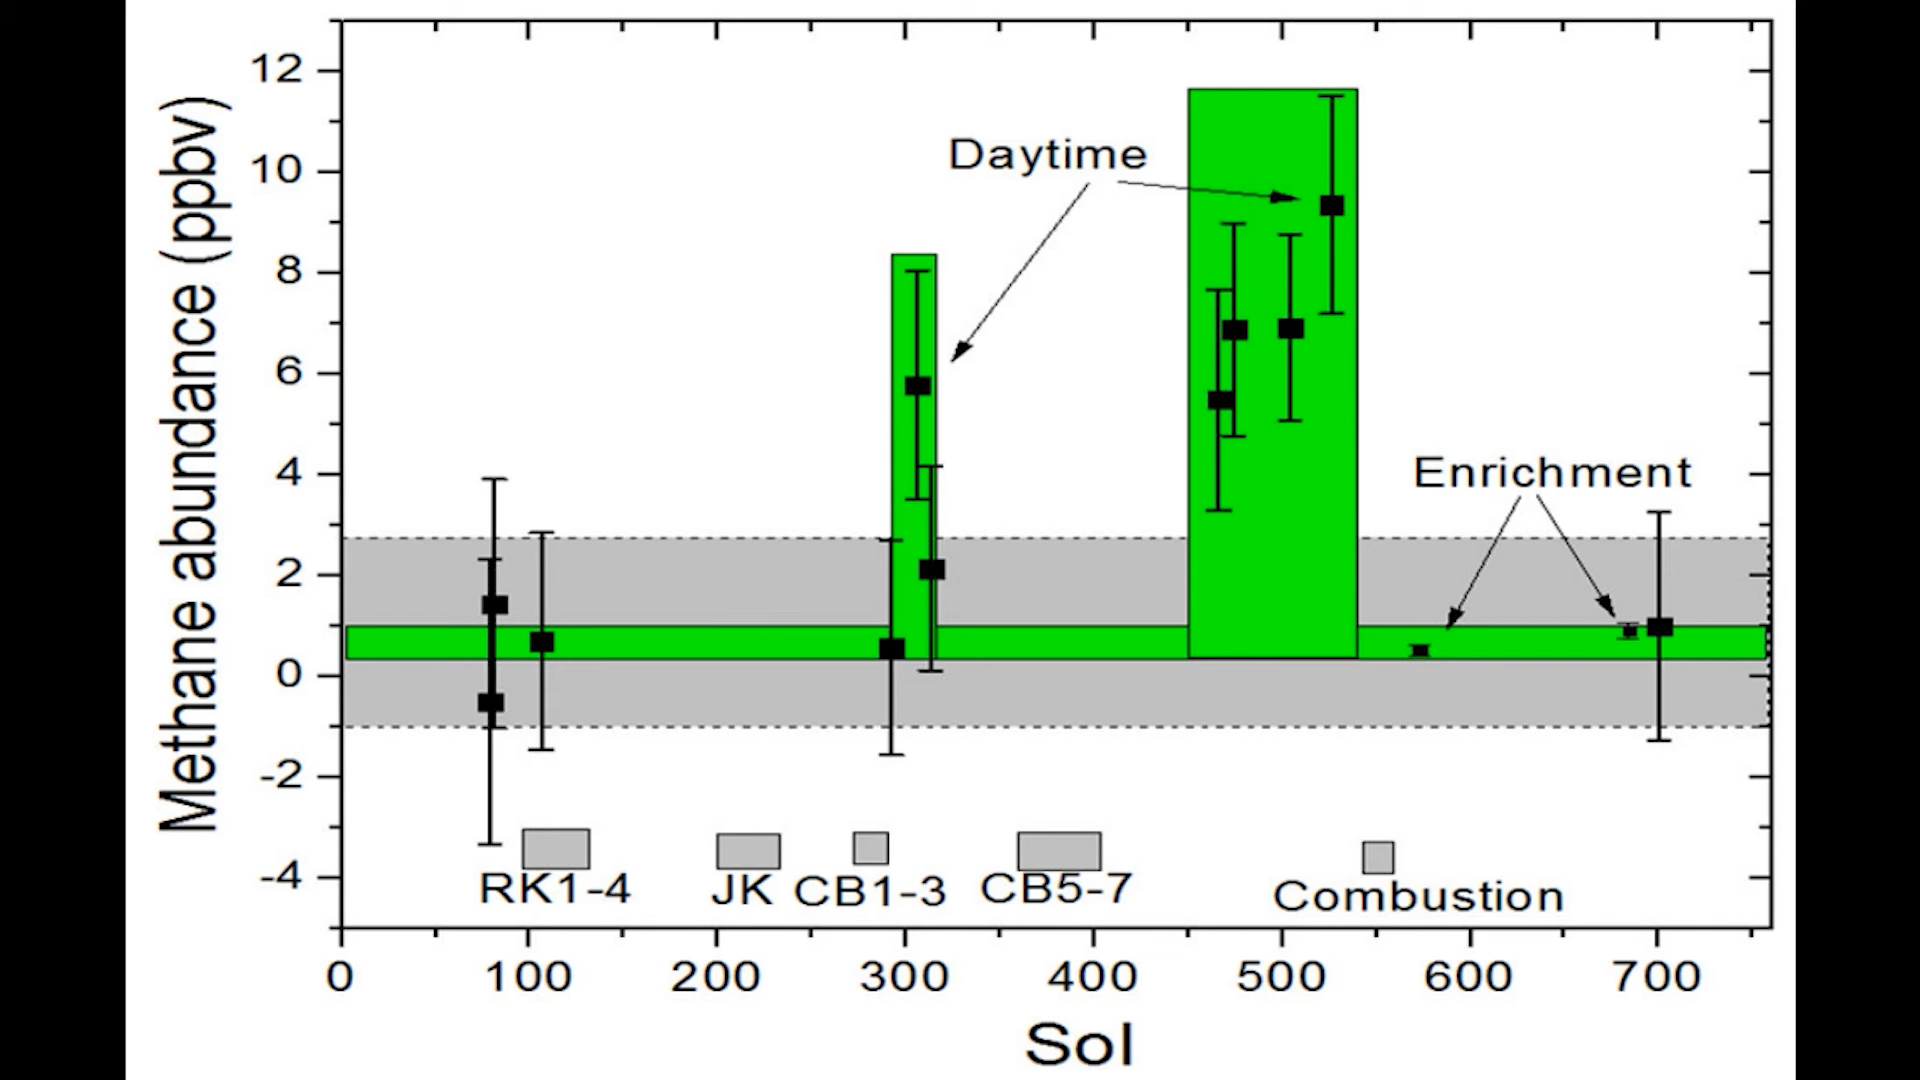 Methane abundance (ppbv)
12
10
8
6
4
2
0
-2
-4
Daytime
Enrichment
RK1-4
JK
CB1-3
CB5-7
Combustion
0 100 200 300 400 500 600 700
Sol